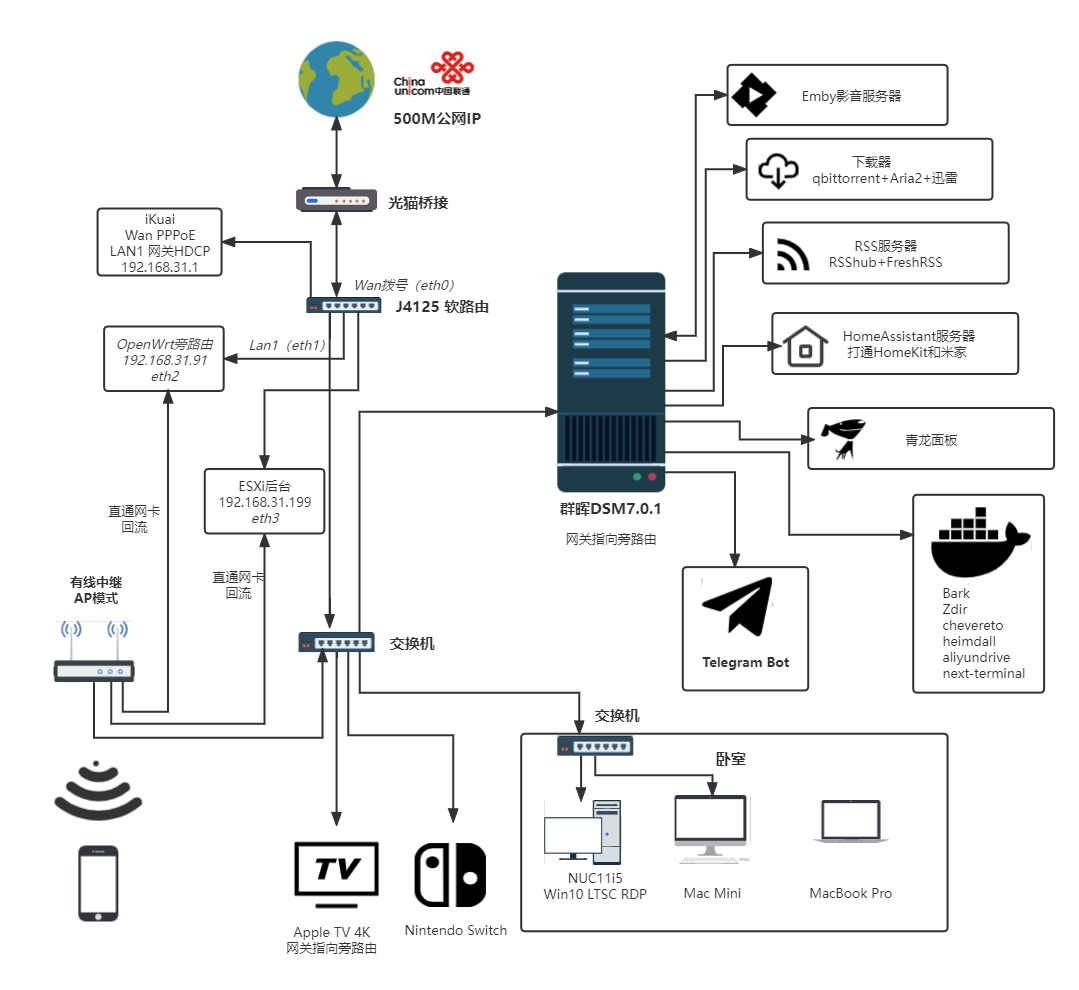 China
unicom中国联通
500M公网IP
光猫桥接
iKuai
Wan PPPoE
LAN1 网关HDCP
192.168.31.1
Wan拨号（eth0）
J4125 软路由
OpenWrt旁路由
192.168.31.91
eth2
Lan1（eth1）
ESXi后台
192.168.31.199
eth3
直通网卡
回流
直通网卡
回流
有线中继
AP模式
交换机
Emby影音服务器
下载器
qbittorrent+Aria2+迅雷
RSS服务器
RSShub+FreshRSS
HomeAssistant服务器
打通HomeKit和米家
青龙面板
群晖DSM7.0.1
网关指向旁路由
Bark
Zdir
chevereto
heimdall
aliyundrive
next-terminal
Telegram Bot
交换机
卧室
NUC11i5
Win10 LTSC RDP
Mac Mini
MacBook Pro
TV
Apple TV 4K
网关指向旁路由
Nintendo Switch